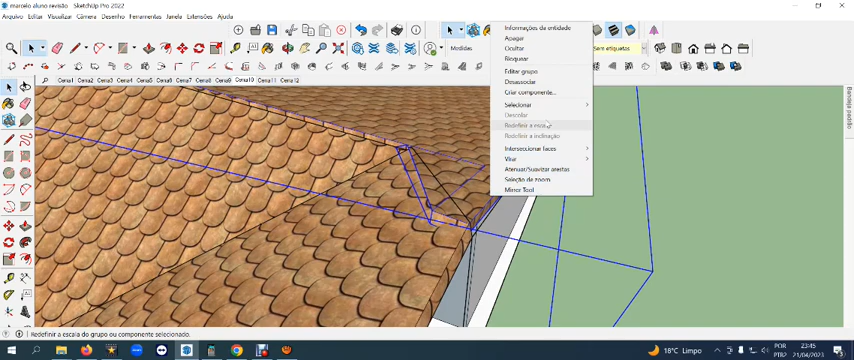 marcelo aluno revisão - SketchUp Pro 2022
Arquivo Editar Visualizar Câmera Desenho Ferramentas Janela Extensões Ajuda
Medidas
Sem etiquetas
Cena1 Cena2 Cena3 Cena4 Cena5 Cena6 Cena7 Cena8 Cena9 Cena10 Cena11 Cena12
Bandeja padrão
Informações da entidade
Apagar
Ocultar
Bloquear
Editar grupo
Desassociar
Criar componente...
Selecionar
Descolar
Redefinir a escala
Redefinir a inclinação
Interseccionar faces
Virar
Atenuar/Suavizar arestas
Seleção de zoom
Mirror Tool
Redefinir a escala do grupo ou componente selecionado.
18°C Limpo
POR
PTB2
23:45
21/04/2023